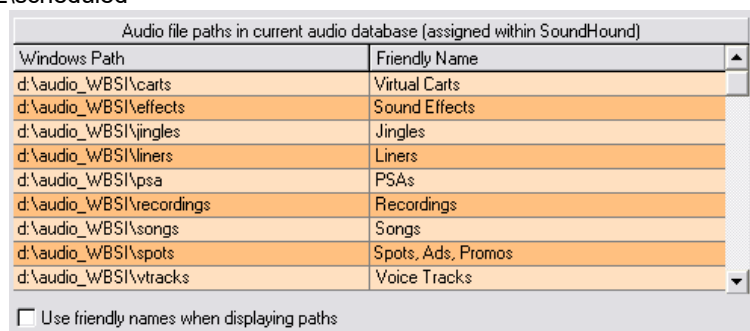 \scheduled
Audio file paths in current audio database (assigned within SoundHound)
Windows Path Friendly Name
d:\audio_WBSI\carts Virtual Carts
d:\audio_WBSI\effects Sound Effects
d:\audio_WBSI\jingles Jingles
d:\audio_WBSI\liners Liners
d:\audio_WBSI\psa PSAs
d:\audio_WBSI\recordings Recordings
d:\audio_WBSI\songs Songs
d:\audio_WBSI\spots Spots, Ads, Promos
d:\audio_WBSI\vtracks Voice Tracks
Use friendly names when displaying paths